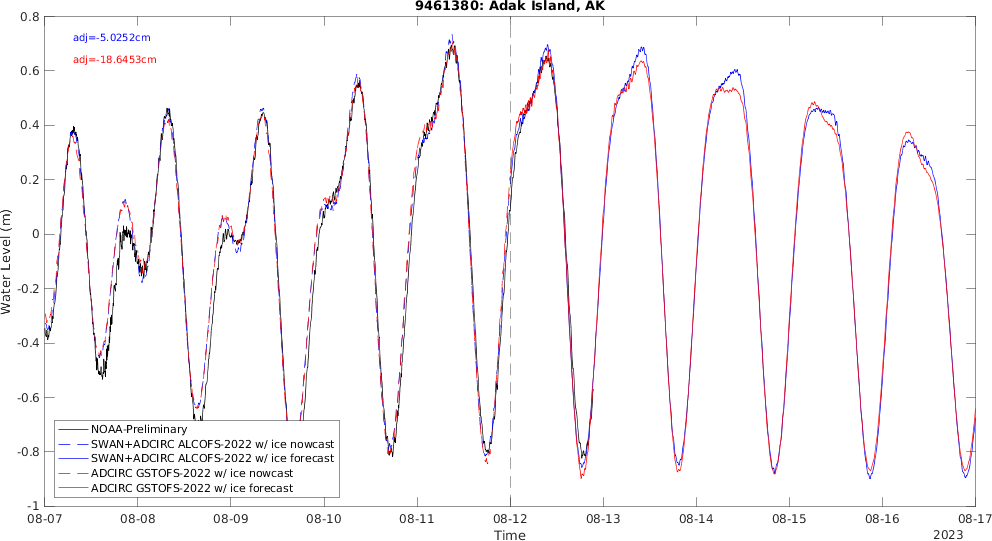 9461380: Adak Island, AK
adj=-5.0252cm
adj=-18.6453cm
0.8
0.6
0.4
0.2
0
-0.2
-0.4
-0.6
-0.8
-1
Water Level (m)
NOAA-Preliminary
SWAN+ADCIRC ALCOFS-2022 w/ ice nowcast
SWAN+ADCIRC ALCOFS-2022 w/ ice forecast
ADCIRC GSTOFS-2022 w/ ice nowcast
ADCIRC GSTOFS-2022 w/ ice forecast
08-07 08-08 08-09 08-10 08-11 08-12 08-13 08-14 08-15 08-16 08-17
Time
2023